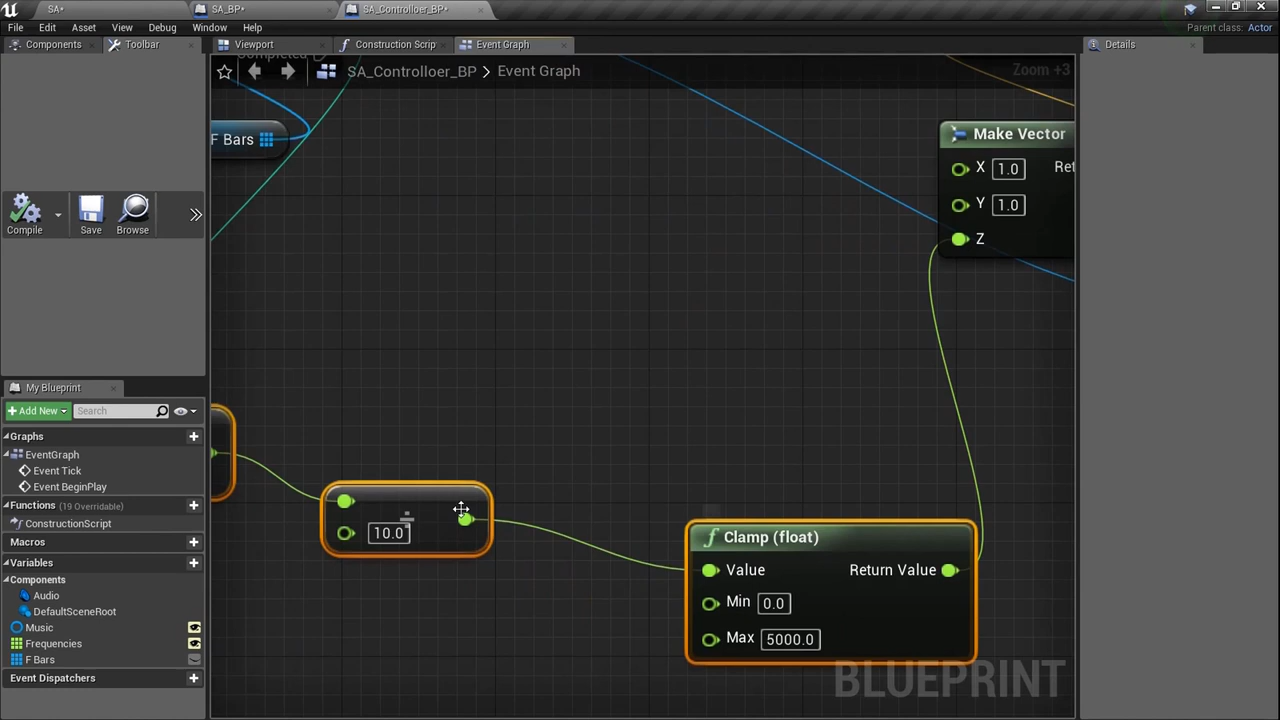 SA*
SA_BP*
SA_Controlloer_BP*
File
Edit
Asset
View
Debug
Window
Help
Parent class: Actor
Components
Toolbar
Viewport
Construction Scrip
Event Graph
Details
Completed
SA_Controlloer_BP > Event Graph
Zoom +3
F Bars
Make Vector
X 1.0
Ret
Y 1.0
Z
Compile
Save
Browse
My Blueprint
+Add New
Search
Graphs
EventGraph
Event Tick
Event BeginPlay
Functions (19 Overridable)
ConstructionScript
Macros
Variables
Components
Audio
DefaultSceneRoot
Music
Frequencies
F Bars
Event Dispatchers
÷
10.0
f Clamp (float)
Value
Return Value
Min 0.0
Max 5000.0
BLUEPRINT